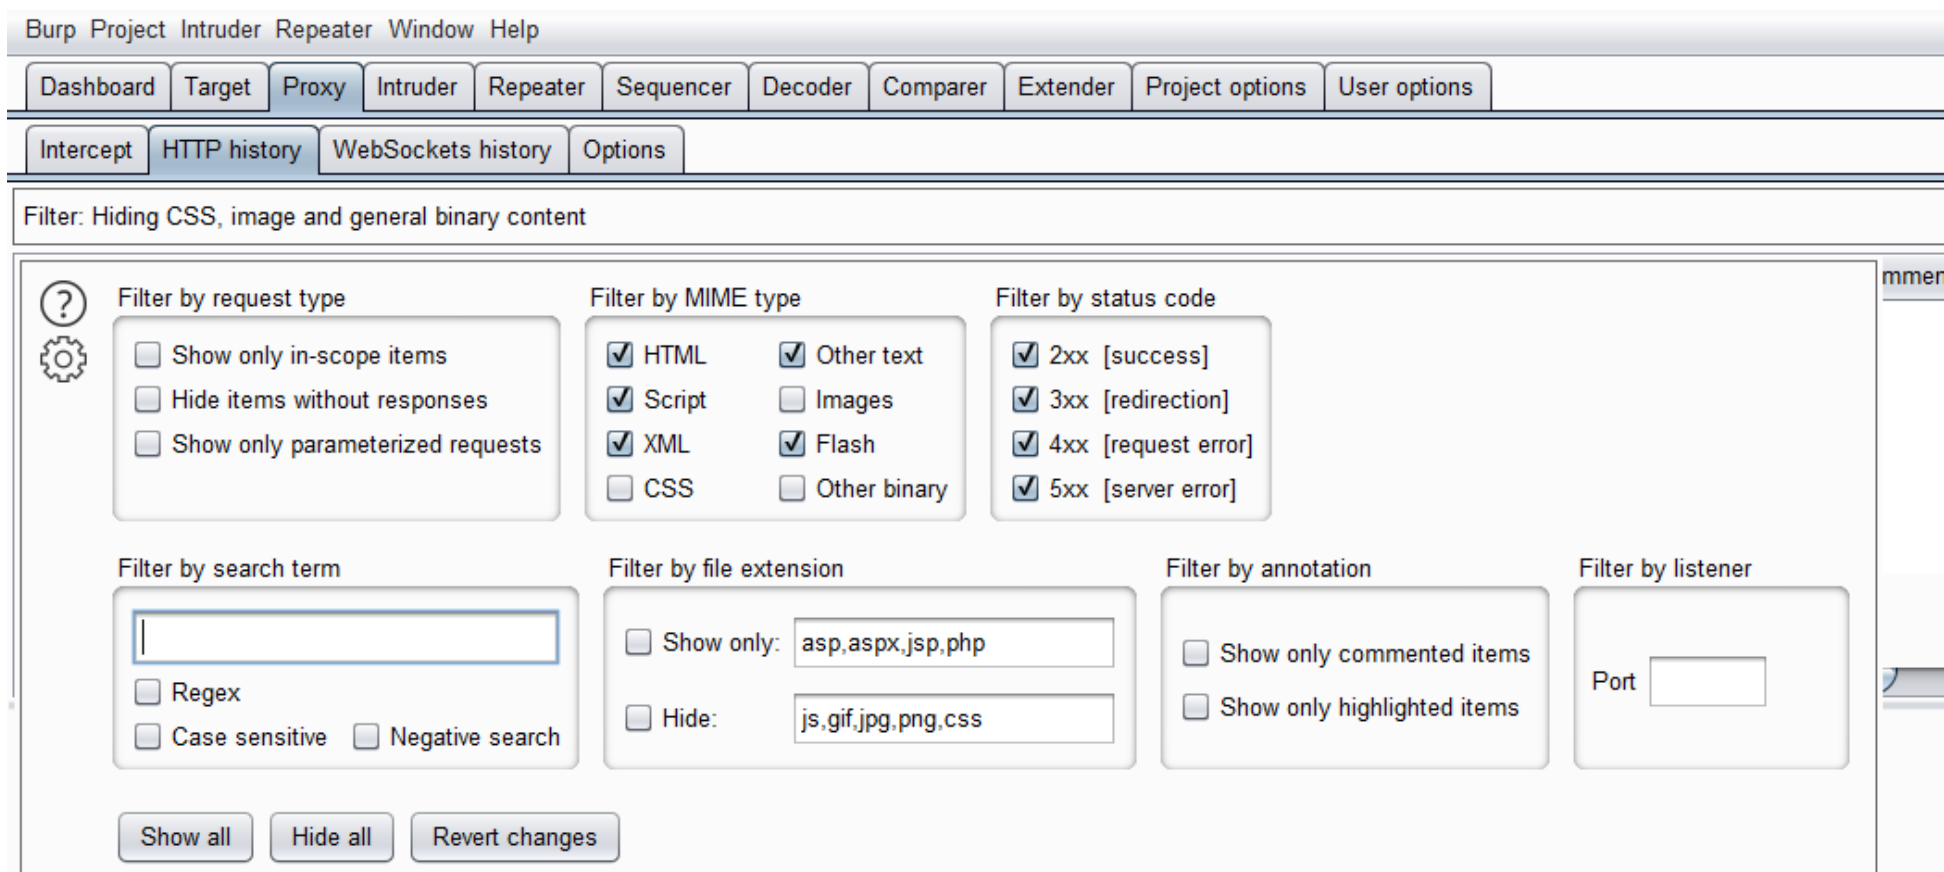 Burp Project Intruder Repeater Window Help
Dashboard Target Proxy Intruder Repeater Sequencer Decoder Comparer Extender Project options User options
Intercept HTTP history WebSockets history Options
Filter: Hiding CSS, image and general binary content
mmen
? Filter by request type Filter by MIME type Filter by status code
Show only in-scope items HTML Other text 2xx [success]
Hide items without responses Script Images 3xx [redirection]
Show only parameterized requests XML Flash 4xx [request error]
CSS Other binary 5xx [server error]
Filter by search term Filter by file extension Filter by annotation Filter by listener
Show only: asp,aspx,jsp,php Show only commented items
Regex Port
Hide: js,gif,jpg,png,css Show only highlighted items
Case sensitive Negative search
Show all Hide all Revert changes